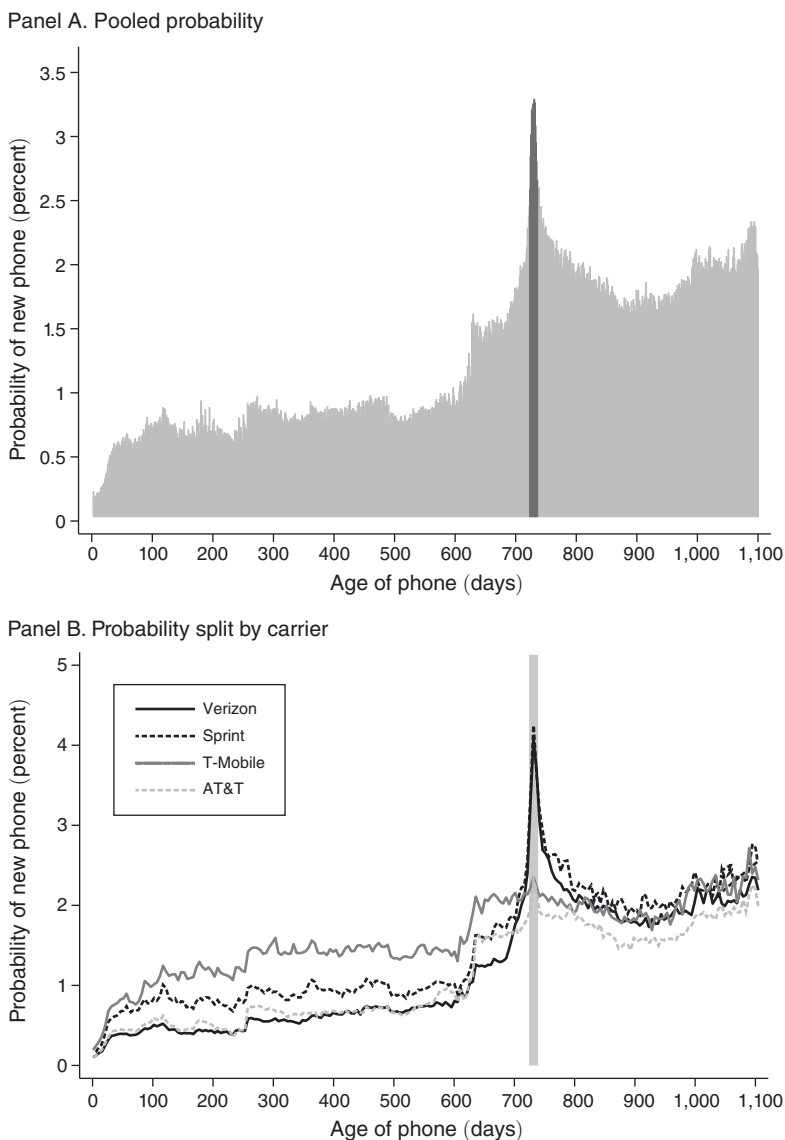 Panel A. Pooled probability
Probability of new phone (percent)
3.5
3
2.5
2
1.5
1
0.5
0
0 100 200 300 400 500 600 700 800 900 1,000 1,100
Age of phone (days)
Panel B. Probability split by carrier
Probability of new phone (percent)
5
4
3
2
1
0
Verizon
Sprint
T-Mobile
AT&T
0 100 200 300 400 500 600 700 800 900 1,000 1,100
Age of phone (days)